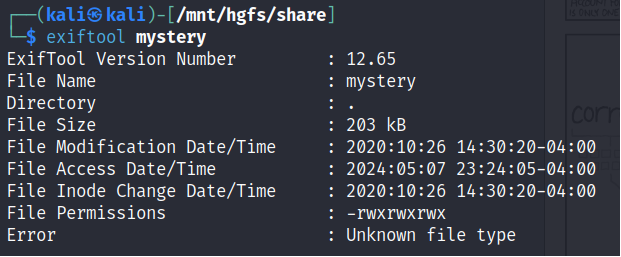 ┌──(kali㉿kali)-[/mnt/hgfs/share]
└─$ exiftool mystery
ExifTool Version Number         : 12.65
File Name                       : mystery
Directory                       : .
File Size                       : 203 kB
File Modification Date/Time     : 2020:10:26 14:30:20-04:00
File Access Date/Time           : 2024:05:07 23:24:05-04:00
File Inode Change Date/Time     : 2020:10:26 14:30:20-04:00
File Permissions                : -rwxrwxrwx
Error                           : Unknown file type